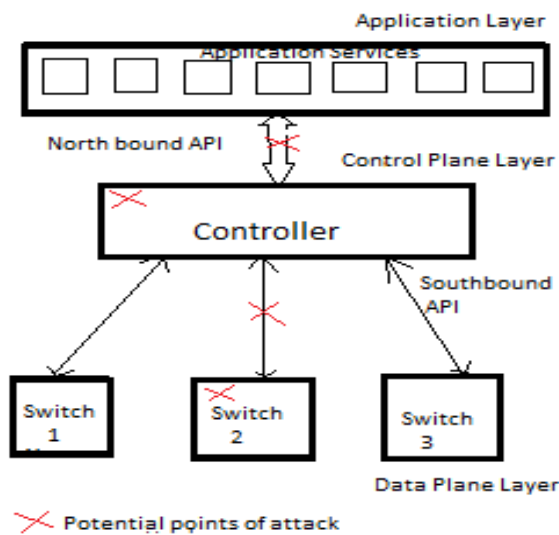 Application Layer
Application Services
North bound API
Control Plane Layer
Controller
Southbound
API
Switch
1
Switch
2
Switch
3
Data Plane Layer
Potential points of attack